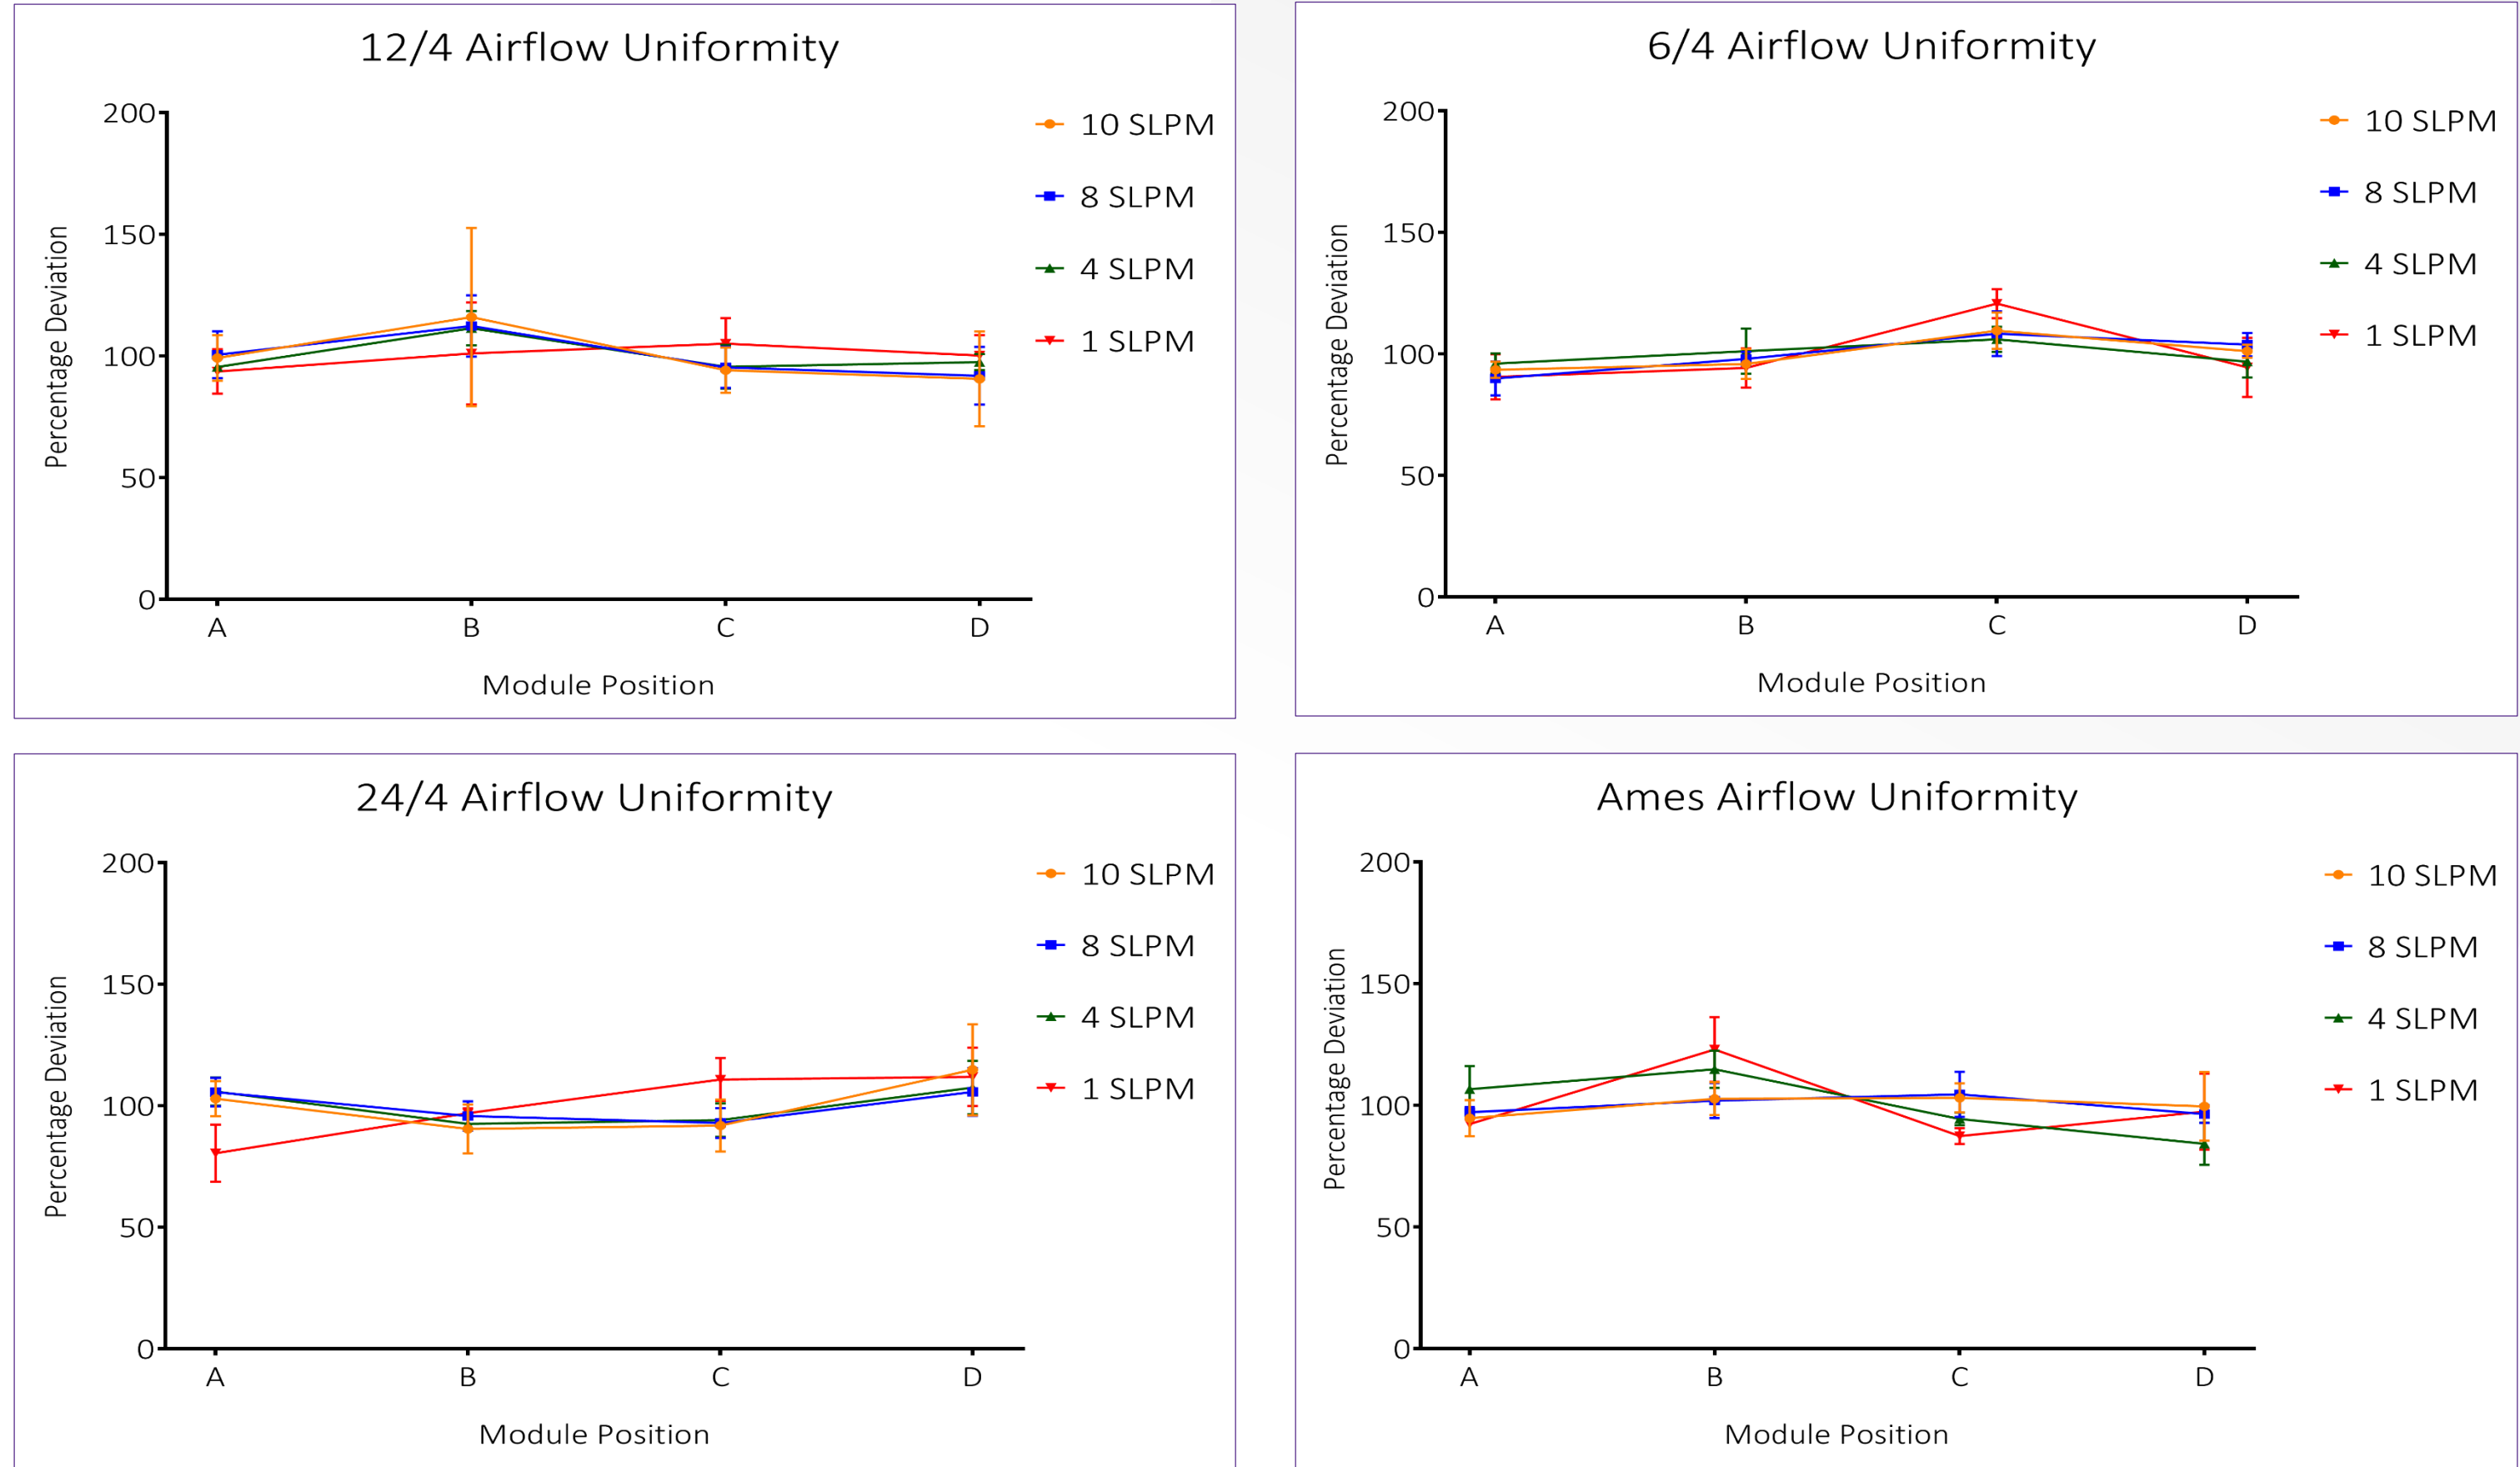 12/4 Airflow Uniformity
200
150
100
50
0
Percentage Deviation
A B C D
Module Position
10 SLPM
8 SLPM
4 SLPM
1 SLPM
6/4 Airflow Uniformity
200
150
100
50
0
Percentage Deviation
A B C D
Module Position
10 SLPM
8 SLPM
4 SLPM
1 SLPM
24/4 Airflow Uniformity
200
150
100
50
0
Percentage Deviation
A B C D
Module Position
10 SLPM
8 SLPM
4 SLPM
1 SLPM
Ames Airflow Uniformity
200
150
100
50
0
Percentage Deviation
A B C D
Module Position
10 SLPM
8 SLPM
4 SLPM
1 SLPM